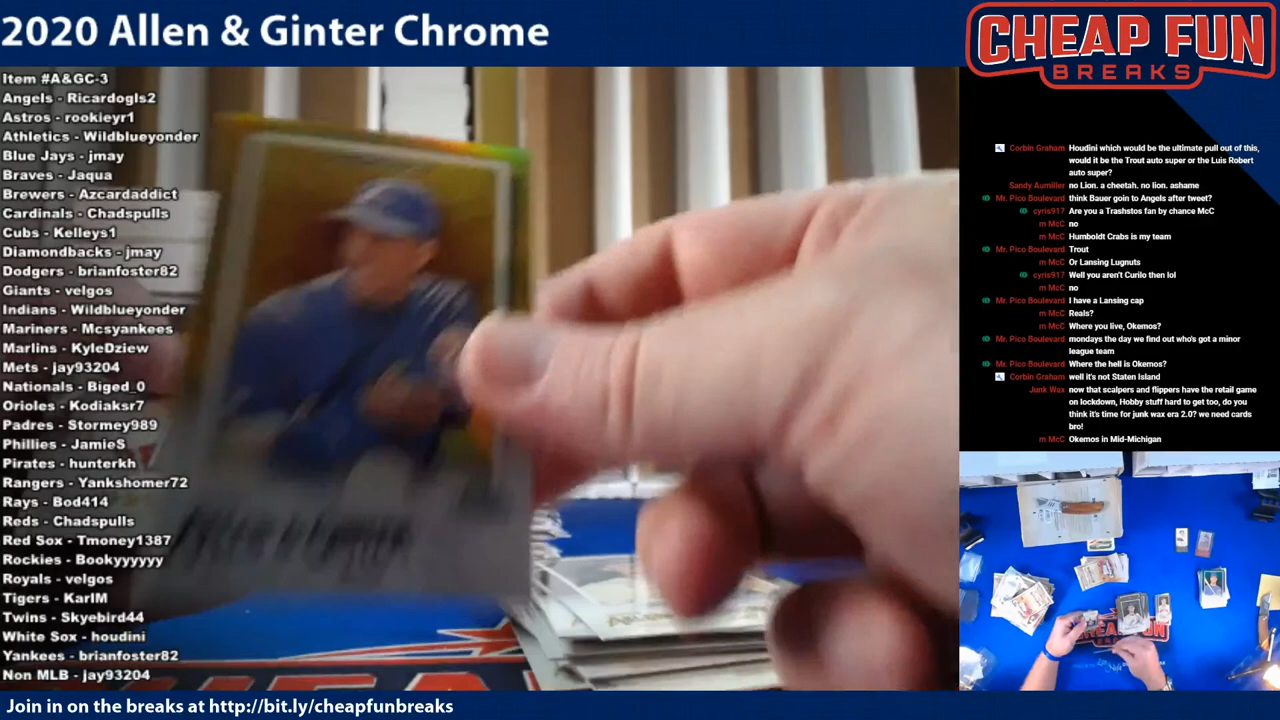 2020 Allen & Ginter Chrome
CHEAP FUN
BREAKS
Item #A&GC-3
Angels - Ricardogls2
Astros - rookieyr1
Athletics - Wildblueyonder
Blue Jays - jmay
Braves - Jaqua
Brewers - Azcardaddict
Cardinals - Chadspulls
Cubs - Kelleys1
Diamondbacks - jmay
Dodgers - brianfoster82
Giants - velgos
Indians - Wildblueyonder
Mariners - Mcsyankees
Marlins - KyleDziew
Mets - jay93204
Nationals - Biged_0
Orioles - Kodiaksr7
Padres - Stormey989
Phillies - JamieS
Pirates - hunterkh
Rangers - Yankshomer72
Rays - Bod414
Reds - Chadspulls
Red Sox - Tmoney1387
Rockies - Bookyyyyyy
Royals - velgos
Tigers - KarlM
Twins - Skyebird44
White Sox - houdini
Yankees - brianfoster82
Non MLB - jay93204
Corbin Graham Houdini which would be the ultimate pull out of this,
would it be the Trout auto super or the Luis Robert
auto super?
Sandy Aumiller no Lion. a cheetah. no lion. ashame
Mr. Pico Boulevard think Bauer goin to Angels after tweet?
cyris917 Are you a Trashstos fan by chance McC
m McC no
m McC Humboldt Crabs is my team
Mr. Pico Boulevard Trout
m McC Or Lansing Lugnuts
cyris917 Well you aren't Curilo then lol
m McC no
Mr. Pico Boulevard I have a Lansing cap
m McC Reals?
m McC Where you live, Okemos?
Mr. Pico Boulevard mondays the day we find out who's got a minor
league team
Mr. Pico Boulevard Where the hell is Okemos?
Corbin Graham well it's not Staten Island
Junk Wax now that scalpers and flippers have the retail game
on lockdown, Hobby stuff hard to get too, do you
think it's time for junk wax era 2.0? we need cards
bro!
m McC Okemos in Mid-Michigan
CHEAP FUN
Join in on the breaks at http://bit.ly/cheapfunbreaks